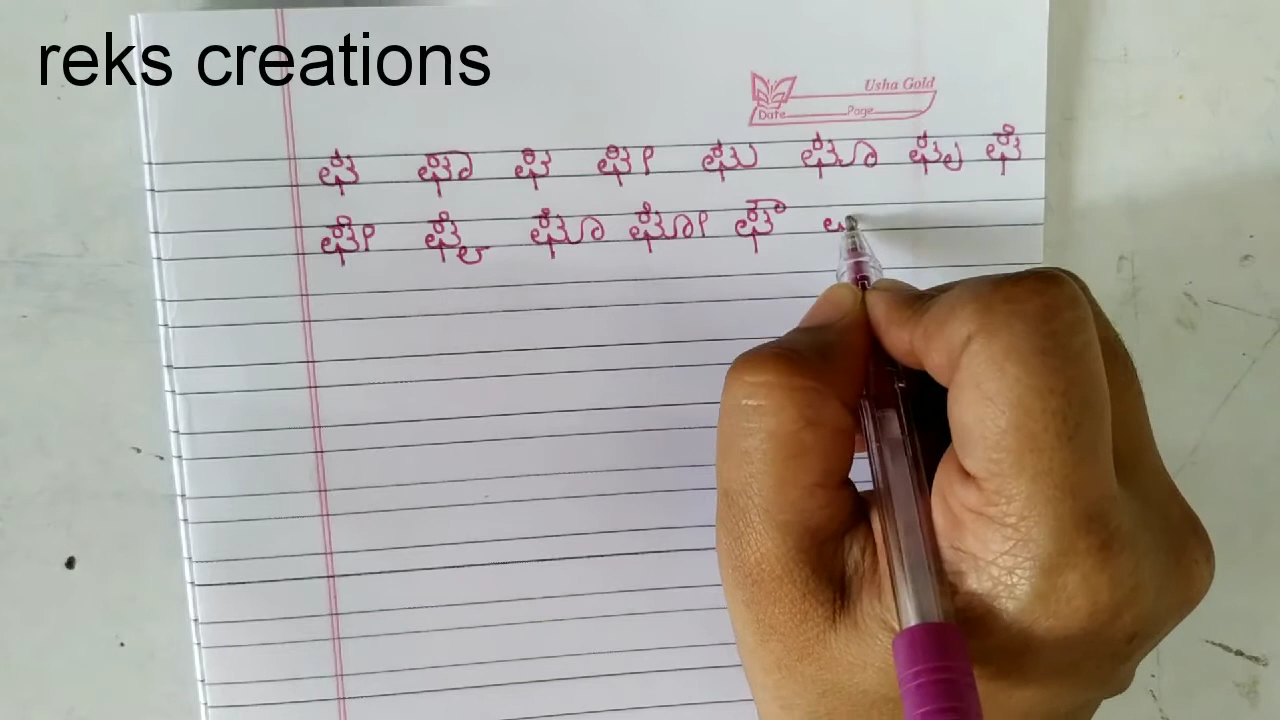 reks creations
Usha Gold
Date Page
ಘ ಘಾ ಘಿ ಘೀ ಘು ಘೂ ಘೃ ಘೆ
ಘೇ ಘೈ ಘೊ ಘೋ ಘೌ